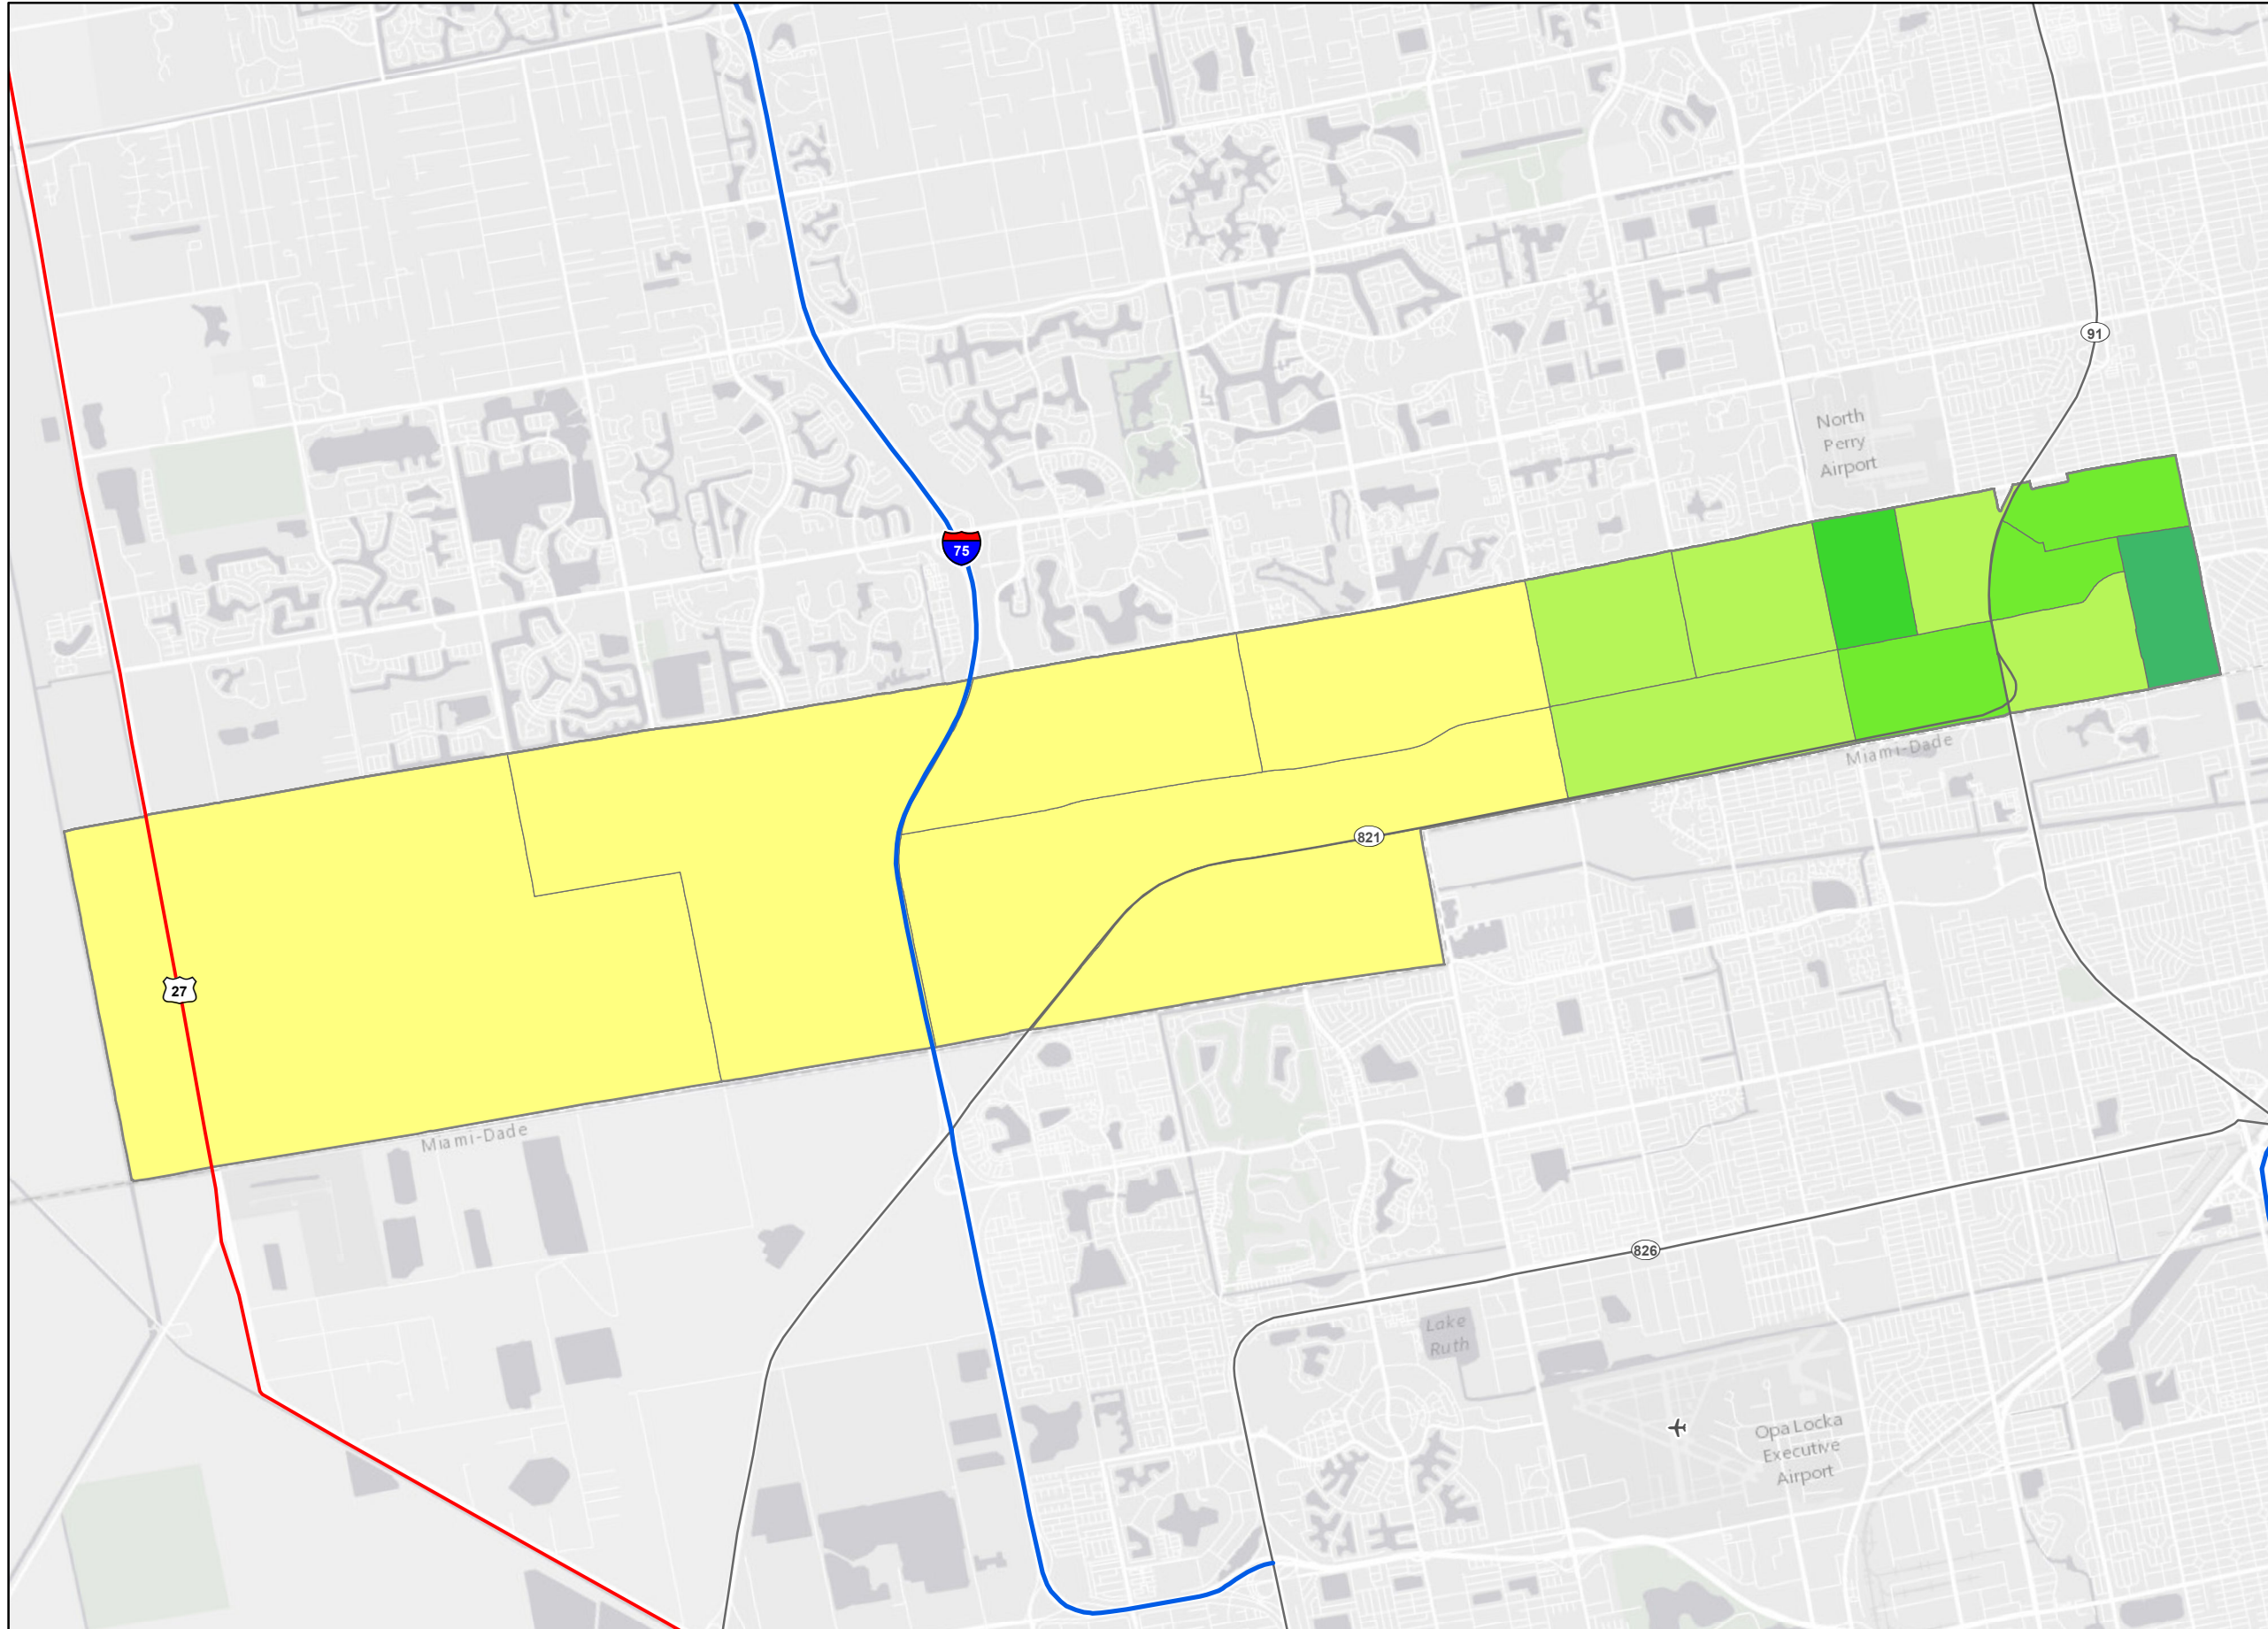 91
North
Perry
Airport
75
Miami-Dade
821
27
Miami-Dade
826
Lake
Ruth
Opa Locka
Executive
Airport